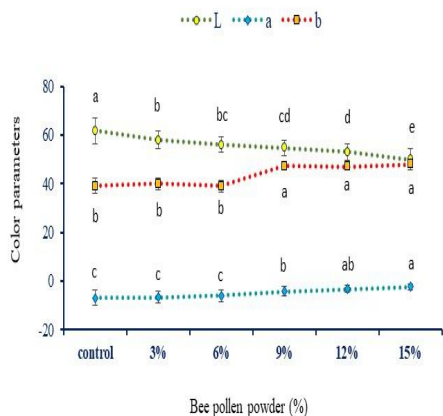 L a b
80
60
40
20
0
-20
Color parameters
a b bc cd d e
b b b a a a
c c c b ab a
control 3% 6% 9% 12% 15%
Bee pollen powder (%)